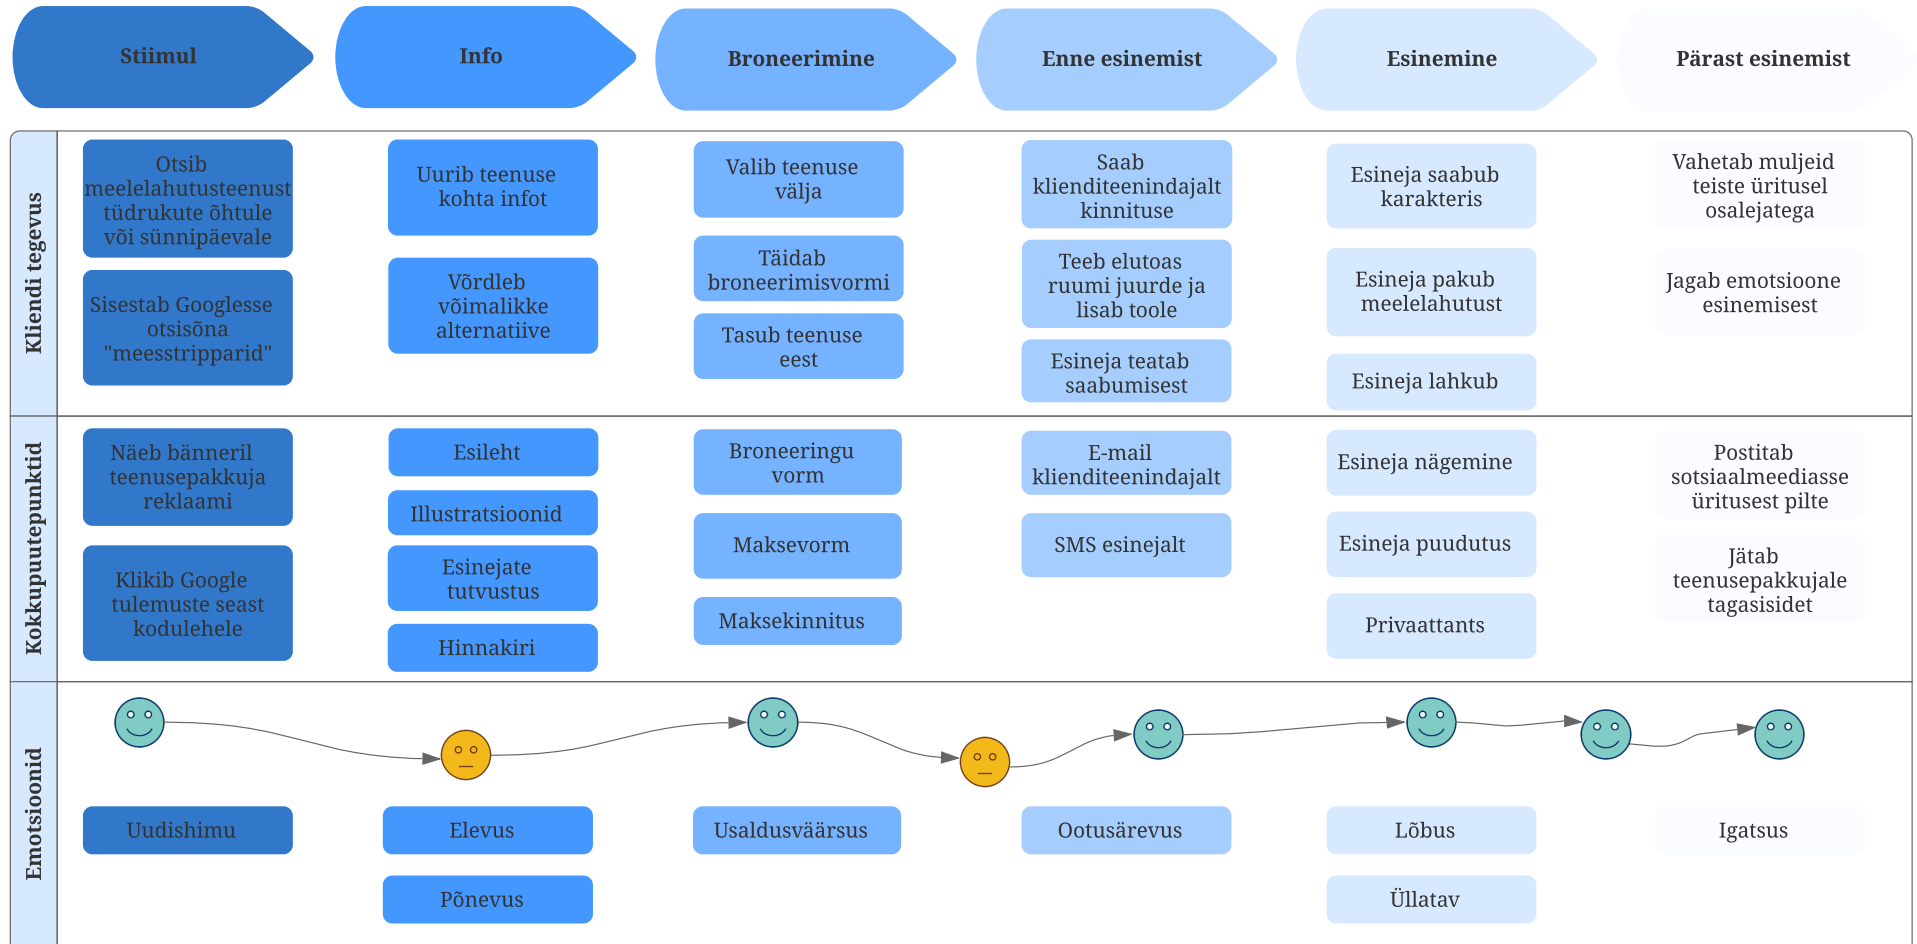 Stiimul
Info
Broneerimine
Enne esinemist
Esinemine
Pärast esinemist
Kliendi tegevus
Otsib
meelelahutusteenust
tüdrukute õhtule
või sünnipäevale
Sisestab Googlesse
otsisõna
"meesstripparid"
Uurib teenuse
kohta infot
Võrdleb
võimalikke
alternatiive
Valib teenuse
välja
Täidab
broneerimisvormi
Tasub teenuse
eest
Saab
klienditeenindajalt
kinnituse
Teeb elutoas
ruumi juurde ja
lisab toole
Esineja teatab
saabumisest
Esineja saabub
karakteris
Esineja pakub
meelelahutust
Esineja lahkub
Vahetab muljeid
teiste üritusel
osalejatega
Jagab emotsioone
esinemisest
Kokkupuutepunktid
Näeb bänneril
teenusepakkuja
reklaami
Klikib Google
tulemuste seast
kodulehele
Esileht
Illustratsioonid
Esinejate
tutvustus
Hinnakiri
Broneeringu
vorm
Maksevorm
Maksekinnitus
E-mail
klienditeenindajalt
SMS esinejalt
Esineja nägemine
Esineja puudutus
Privaattants
Postitab
sotsiaalmeediasse
üritusest pilte
Jätab
teenusepakkujale
tagasisidet
Emotsioonid
Uudishimu
Elevus
Põnevus
Usaldusväärsus
Ootusärevus
Lõbus
Üllatav
Igatsus